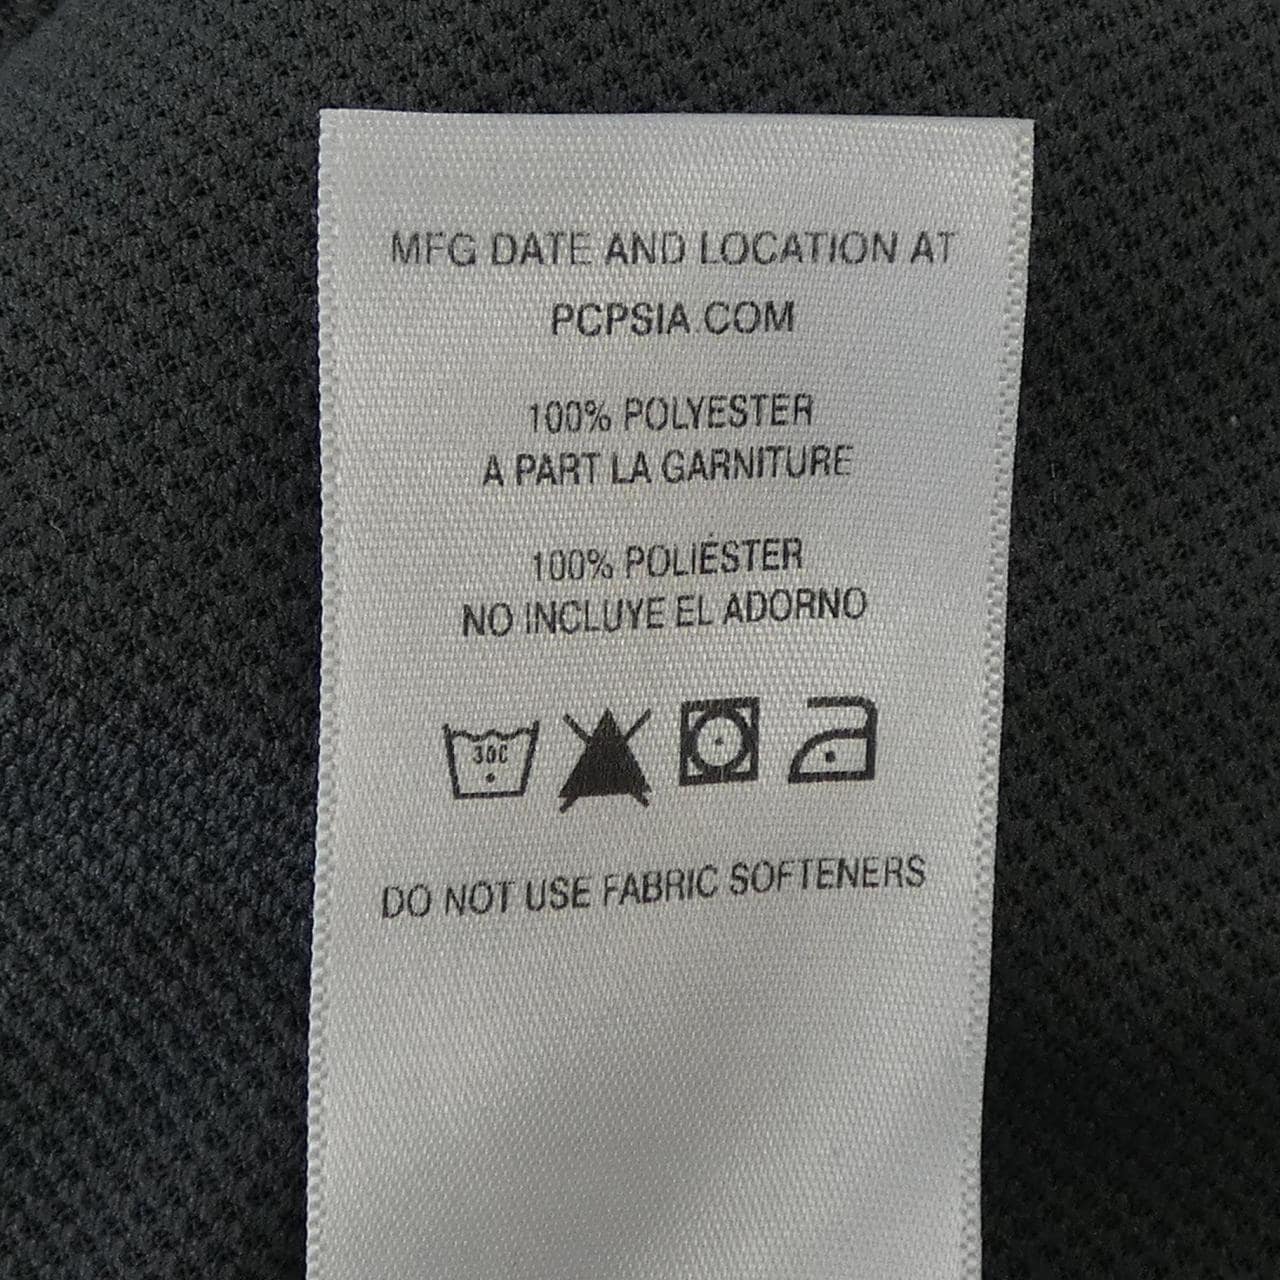 MFG DATE AND LOCATION AT
PCPSIA.COM
100% POLYESTER
A PART LA GARNITURE
100% POLIÉSTER
NO INCLUYE EL ADORNO
30C
DO NOT USE FABRIC SOFTENERS